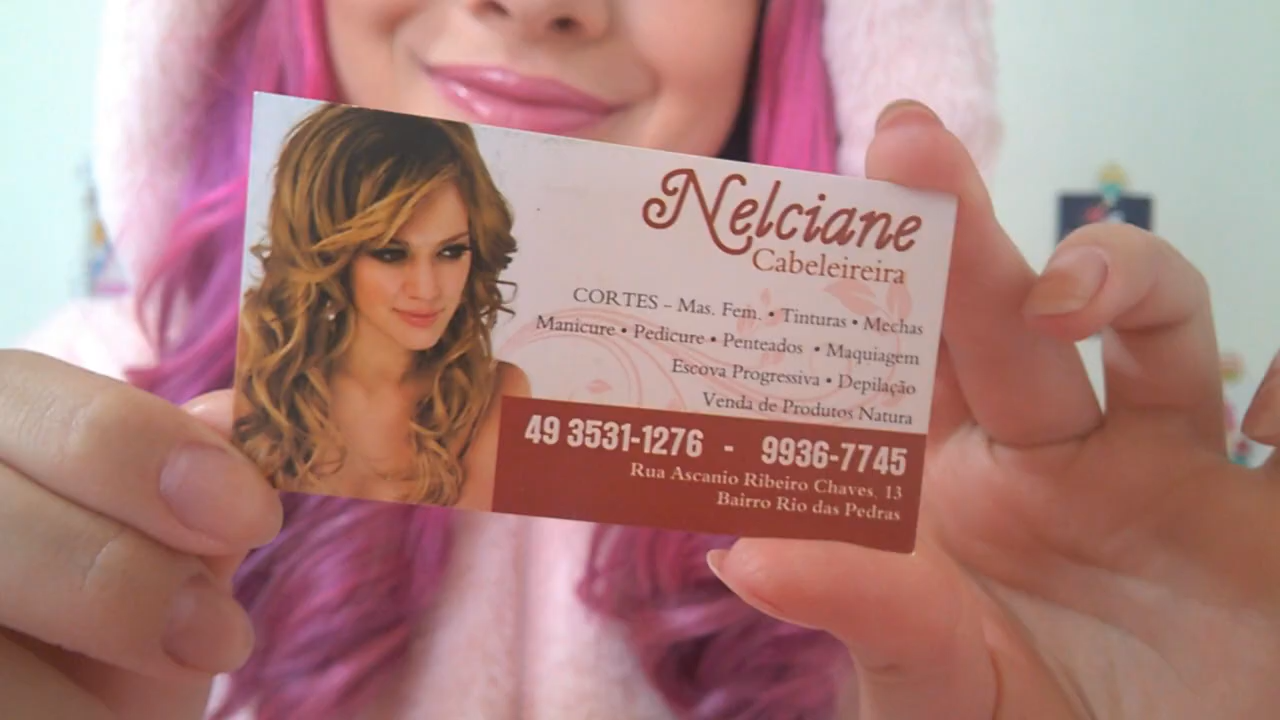 Nelciane
Cabeleireira
CORTES - Mas. Fem. • Tinturas • Mechas
Manicure • Pedicure • Penteados • Maquiagem
Escova Progressiva • Depilação
Venda de Produtos Natura
49 3531-1276 - 9936-7745
Rua Ascanio Ribeiro Chaves, 13
Bairro Rio das Pedras